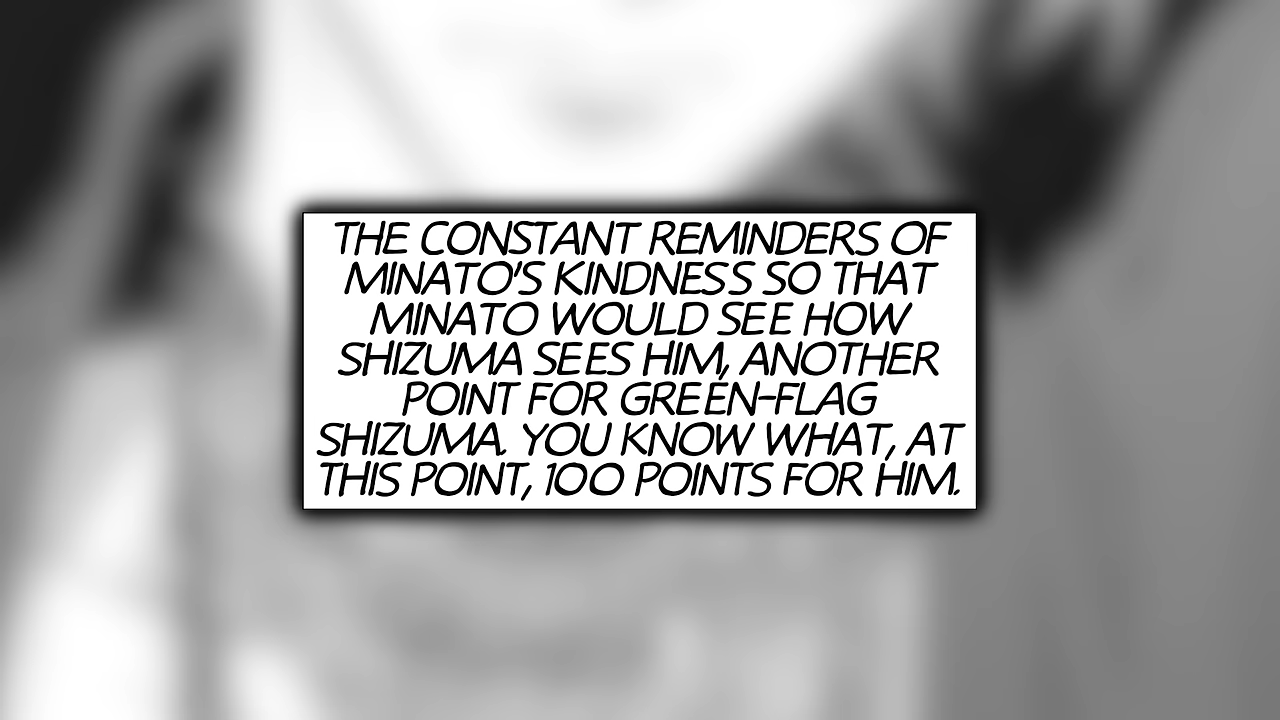 THE CONSTANT REMINDERS OF
MINATO'S KINDNESS SO THAT
MINATO WOULD SEE HOW
SHIZUMA SEES HIM, ANOTHER
POINT FOR GREEN-FLAG
SHIZUMA. YOU KNOW WHAT, AT
THIS POINT, 100 POINTS FOR HIM.